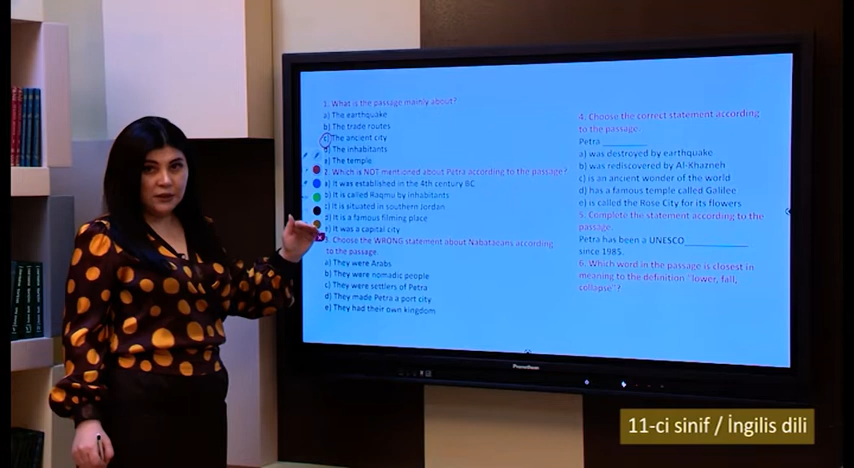 1. What is the passage mainly about?
a) The earthquake
b) The trade routes
c) The ancient city
d) The inhabitants
e) The temple
2. Which is NOT mentioned about Petra according to the passage?
a) It was established in the 4th century BC
b) It is called Raqmu by inhabitants
c) It is situated in southern Jordan
d) It is a famous filming place
e) It was a capital city
3. Choose the WRONG statement about Nabataeans according
to the passage.
a) They were Arabs
b) They were nomadic people
c) They were settlers of Petra
d) They made Petra a port city
e) They had their own kingdom
4. Choose the correct statement according
to the passage.
Petra ________
a) was destroyed by earthquake
b) was rediscovered by Al-Khazneh
c) is an ancient wonder of the world
d) has a famous temple called Galilee
e) is called the Rose City for its flowers
5. Complete the statement according to the
passage.
Petra has been a UNESCO____________
since 1985.
6. Which word in the passage is closest in
meaning to the definition "lower, fall,
collapse"?
Promethean
11-ci sinif / İngilis dili